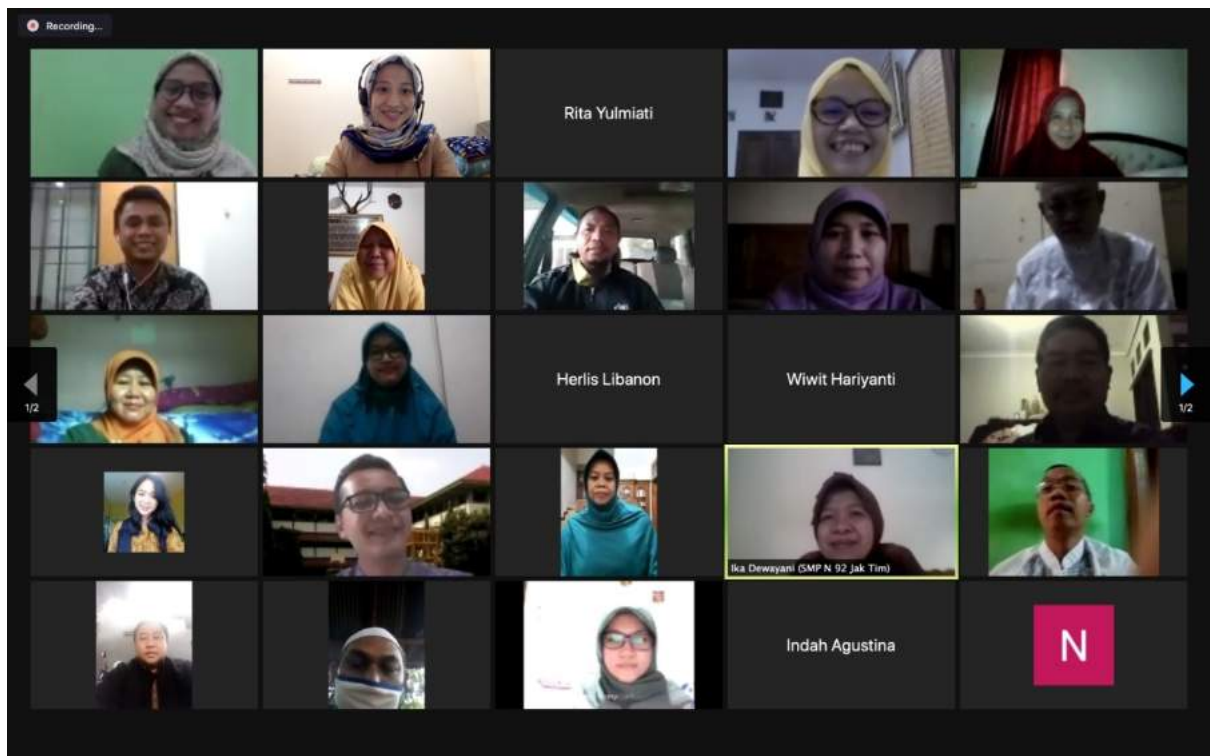 Recording...
Rita Yulmiati
1/2
Herlis Libanon
Wiwit Hariyanti
1/2
Ika Dewayani (SMP N 92 Jak Tim)
Indah Agustina
N